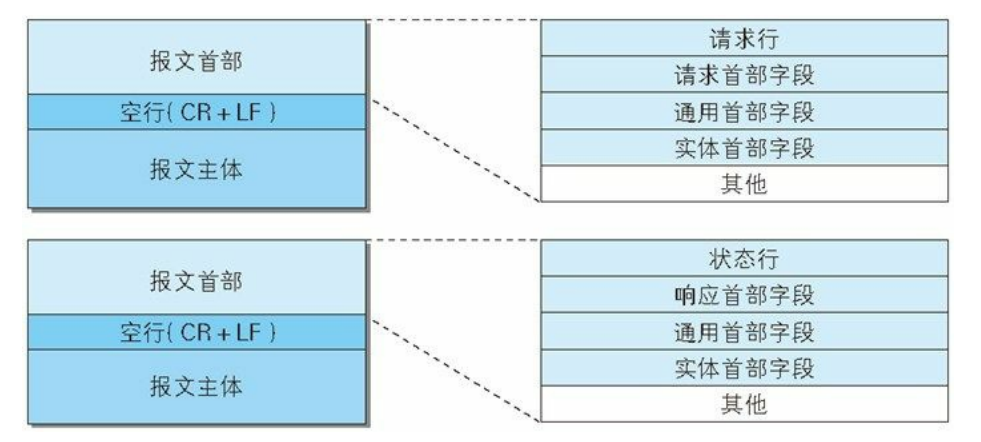 报文首部
空行(CR+LF)
报文主体
请求行
请求首部字段
通用首部字段
实体首部字段
其他
报文首部
空行(CR+LF)
报文主体
状态行
响应首部字段
通用首部字段
实体首部字段
其他